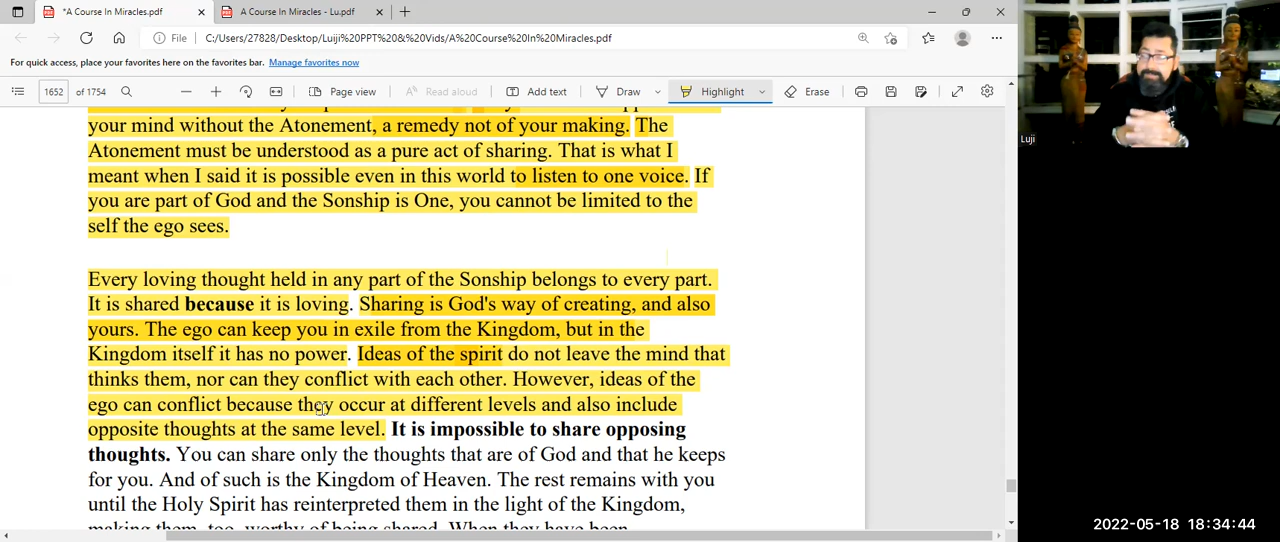 *A Course In Miracles.pdf
A Course In Miracles - Lu.pdf
File
C:/Users/27828/Desktop/Luiji%20PPT%20&%20Vids/A%20Course%20In%20Miracles.pdf
For quick access, place your favorites here on the favorites bar. Manage favorites now
1652 of 1754
Page view
Read aloud
Add text
Draw
Highlight
Erase
your mind without the Atonement, a remedy not of your making. The
Atonement must be understood as a pure act of sharing. That is what I
meant when I said it is possible even in this world to listen to one voice. If
you are part of God and the Sonship is One, you cannot be limited to the
self the ego sees.
Every loving thought held in any part of the Sonship belongs to every part.
It is shared because it is loving. Sharing is God's way of creating, and also
yours. The ego can keep you in exile from the Kingdom, but in the
Kingdom itself it has no power. Ideas of the spirit do not leave the mind that
thinks them, nor can they conflict with each other. However, ideas of the
ego can conflict because they occur at different levels and also include
opposite thoughts at the same level. It is impossible to share opposing
thoughts. You can share only the thoughts that are of God and that he keeps
for you. And of such is the Kingdom of Heaven. The rest remains with you
until the Holy Spirit has reinterpreted them in the light of the Kingdom,
making them, too, worthy of being shared. When they have been
Luji
2022-05-18 18:34:44